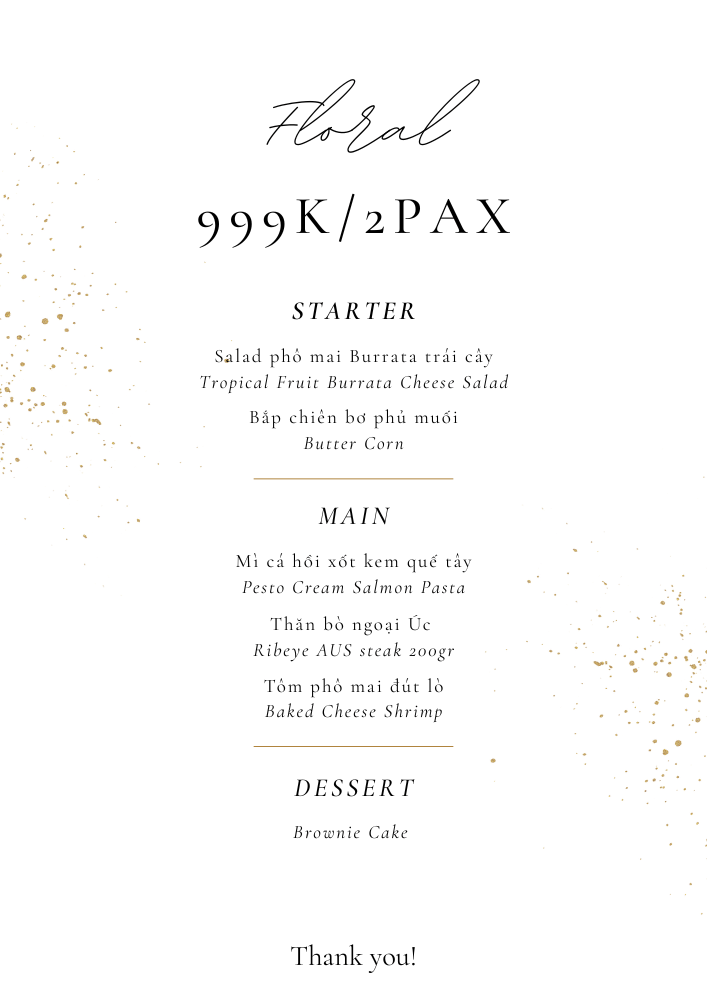 Floral
999K/2PAX
STARTER
Salad phô mai Burrata trái cây
Tropical Fruit Burrata Cheese Salad
Bắp chiên bơ phủ muối
Butter Corn
MAIN
Mì cá hồi xốt kem quế tây
Pesto Cream Salmon Pasta
Thăn bò ngoại Úc
Ribeye AUS steak 200gr
Tôm phô mai đút lò
Baked Cheese Shrimp
DESSERT
Brownie Cake
Thank you!